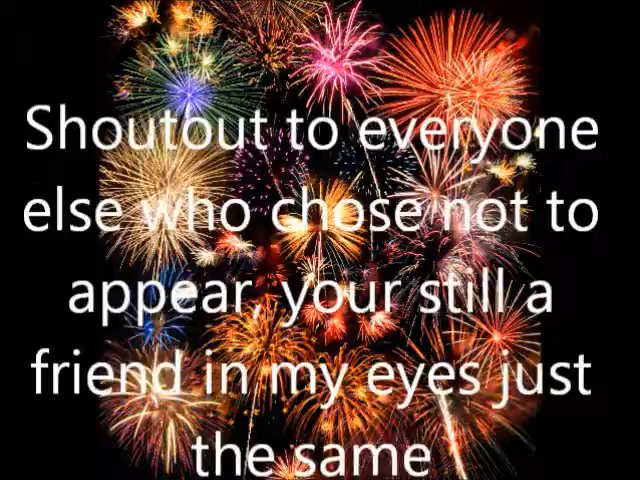 Shoutout to everyone
else who chose not to
appear, your still a
friend in my eyes just
the same